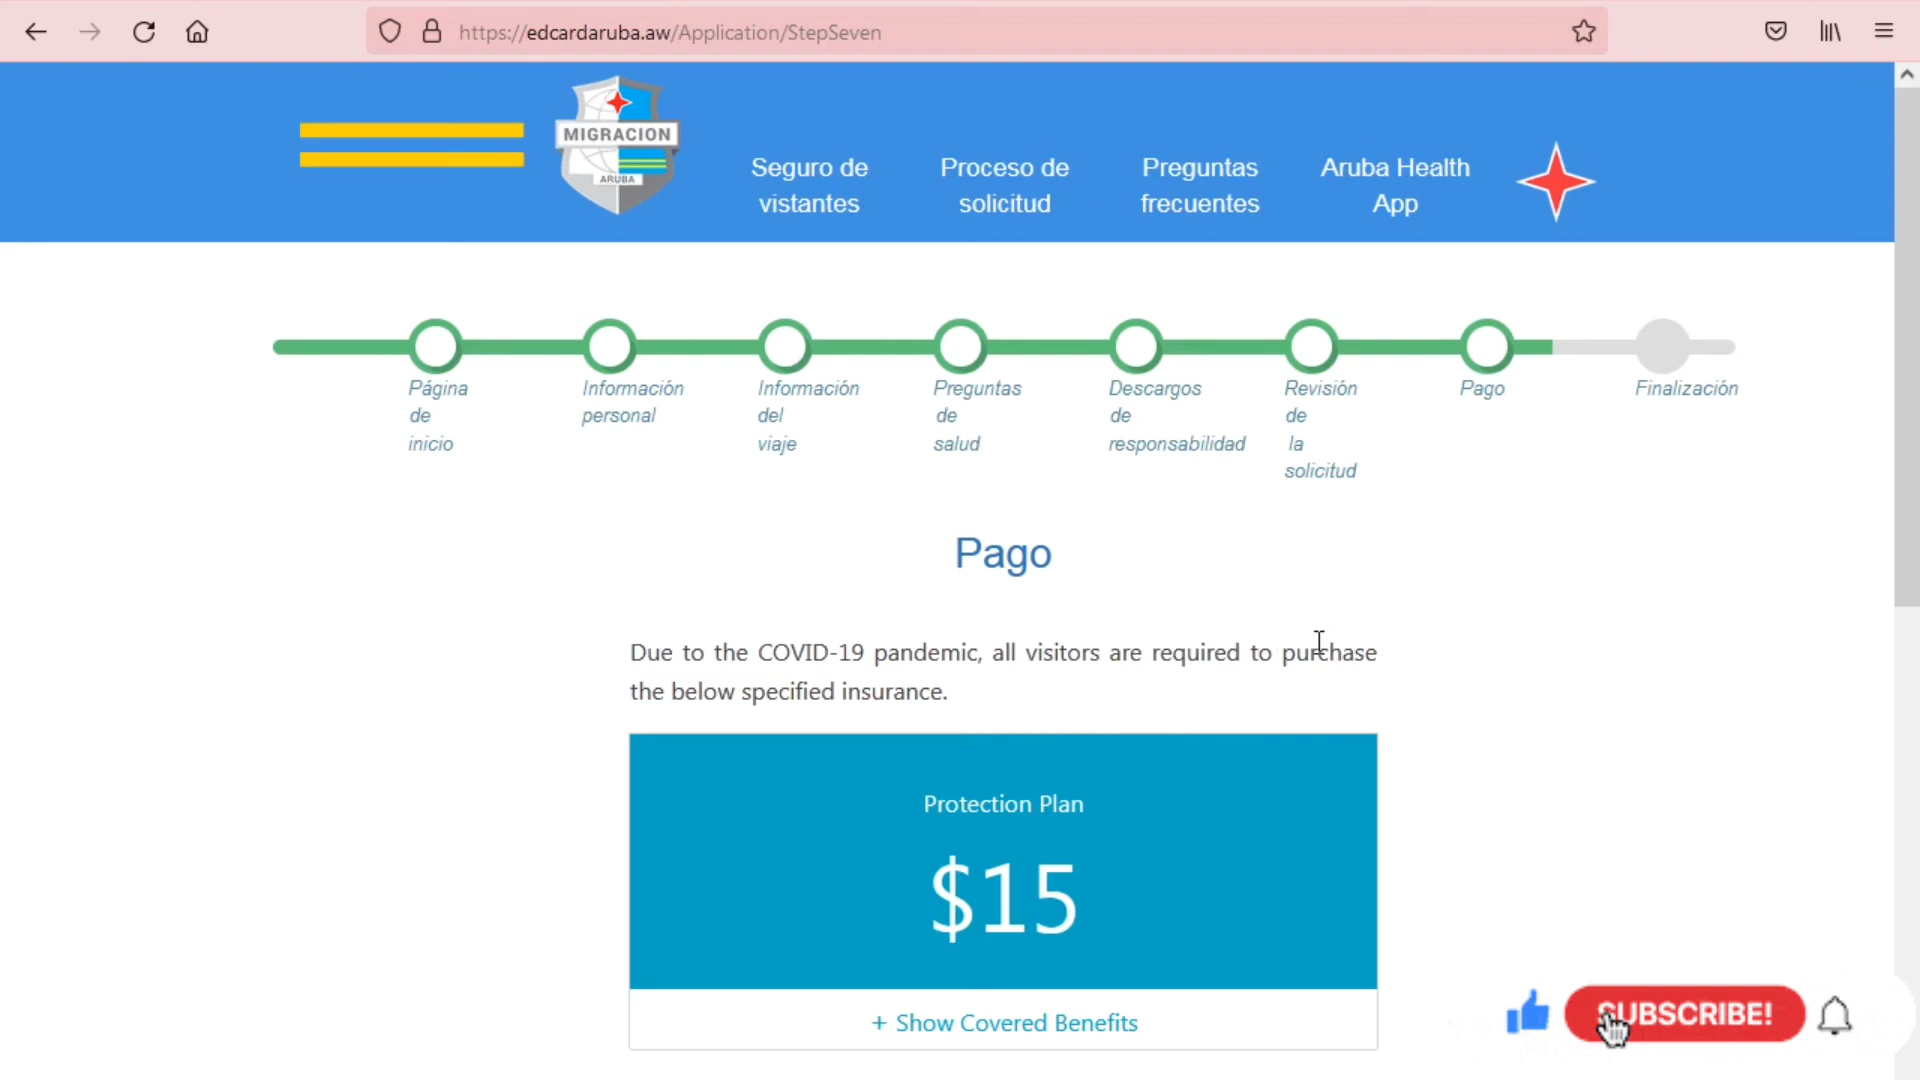 https://edcardaruba.aw/Application/StepSeven
MIGRACION
ARUBA
Seguro de
vistantes
Proceso de
solicitud
Preguntas
frecuentes
Aruba Health
App
Página
de
inicio
Información
personal
Información
del
viaje
Preguntas
de
salud
Descargos
de
responsabilidad
Revisión
de
la
solicitud
Pago
Finalización
Pago
Due to the COVID-19 pandemic, all visitors are required to purchase
the below specified insurance.
Protection Plan
$15
+ Show Covered Benefits
SUBSCRIBE!